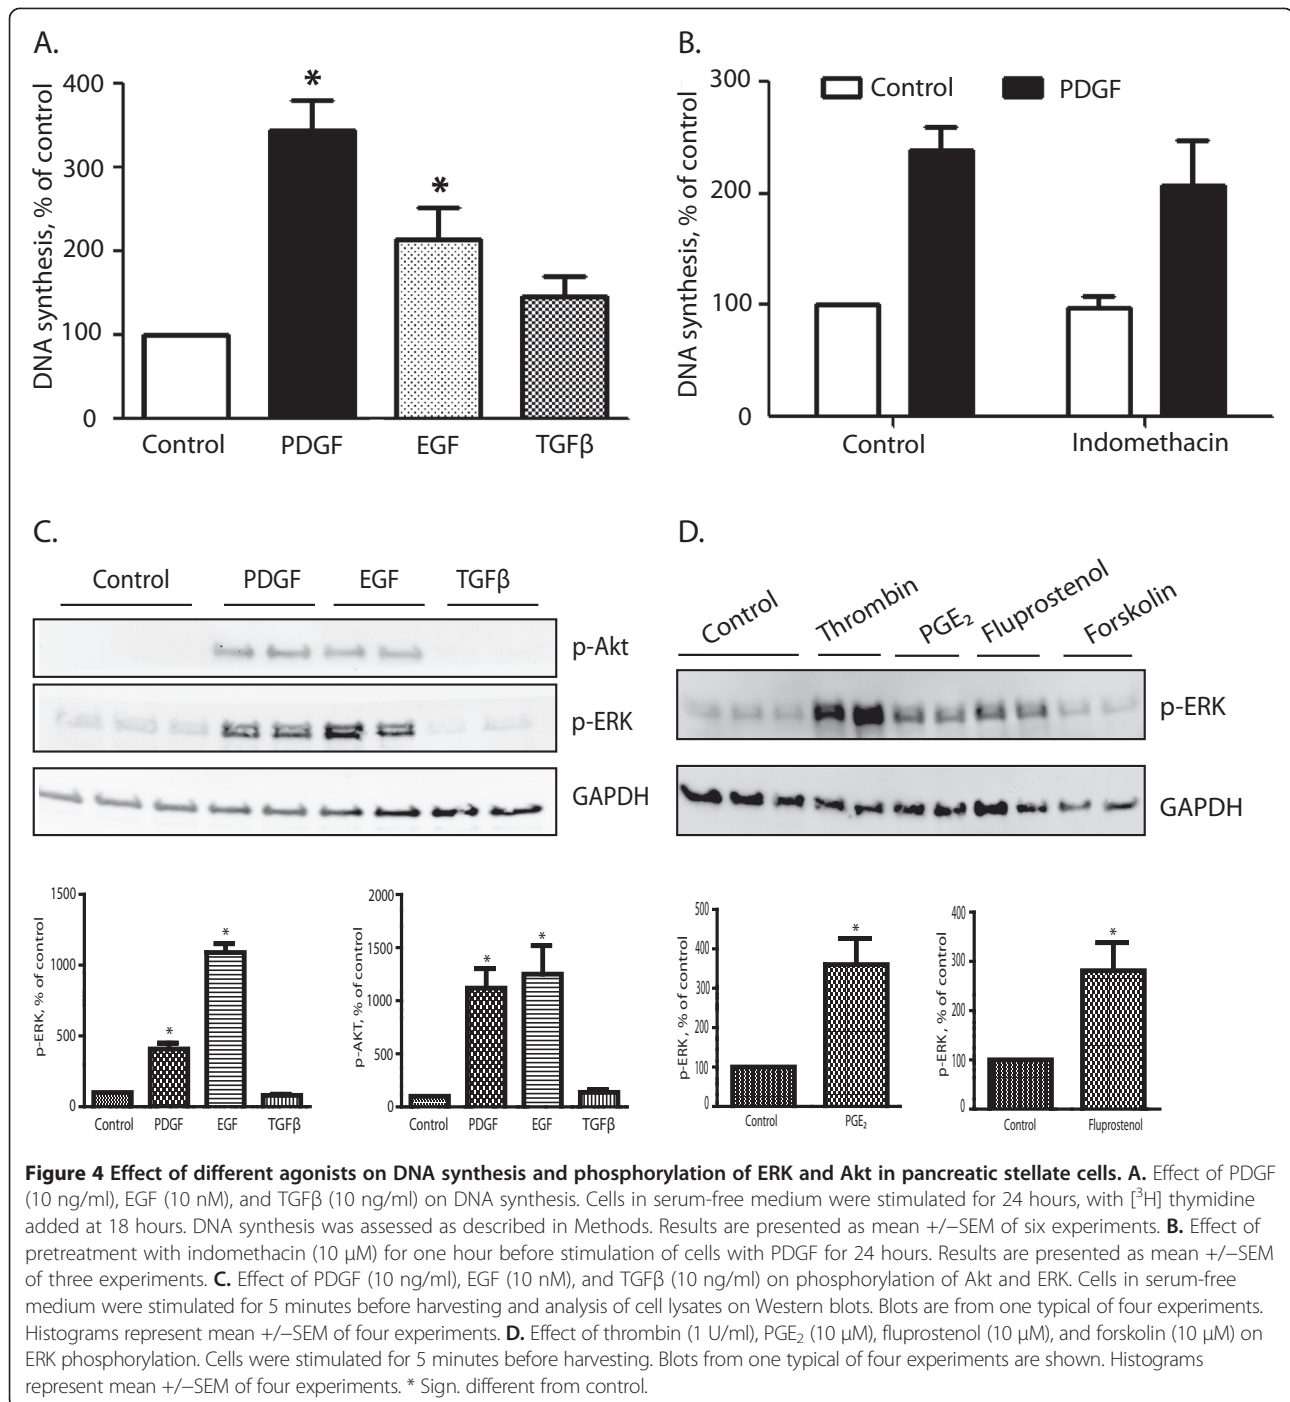 A.
DNA synthesis, % of control
400
300
200
100
0
*
*
Control PDGF EGF TGFβ
B.
DNA synthesis, % of control
300
200
100
0
Control PDGF
Control Indomethacin
C.
Control PDGF EGF TGFβ
p-Akt
p-ERK
GAPDH
p-ERK, % of control
1500
1000
500
0
*
*
Control PDGF EGF TGFβ
p-AKT, % of control
2000
1500
1000
500
0
*
*
Control PDGF EGF TGFβ
D.
Control Thrombin PGE₂ Fluprostenol Forskolin
p-ERK
GAPDH
p-ERK , % of control
500
400
300
200
100
0
*
Control PGE₂
p-ERK , % of control
400
300
200
100
0
*
Control Fluprostenol
Figure 4 Effect of different agonists on DNA synthesis and phosphorylation of ERK and Akt in pancreatic stellate cells. A. Effect of PDGF
(10 ng/ml), EGF (10 nM), and TGFβ (10 ng/ml) on DNA synthesis. Cells in serum-free medium were stimulated for 24 hours, with [³H] thymidine
added at 18 hours. DNA synthesis was assessed as described in Methods. Results are presented as mean +/−SEM of six experiments. B. Effect of
pretreatment with indomethacin (10 μM) for one hour before stimulation of cells with PDGF for 24 hours. Results are presented as mean +/−SEM
of three experiments. C. Effect of PDGF (10 ng/ml), EGF (10 nM), and TGFβ (10 ng/ml) on phosphorylation of Akt and ERK. Cells in serum-free
medium were stimulated for 5 minutes before harvesting and analysis of cell lysates on Western blots. Blots are from one typical of four experiments.
Histograms represent mean +/−SEM of four experiments. D. Effect of thrombin (1 U/ml), PGE₂ (10 μM), fluprostenol (10 μM), and forskolin (10 μM) on
ERK phosphorylation. Cells were stimulated for 5 minutes before harvesting. Blots from one typical of four experiments are shown. Histograms
represent mean +/−SEM of four experiments. * Sign. different from control.